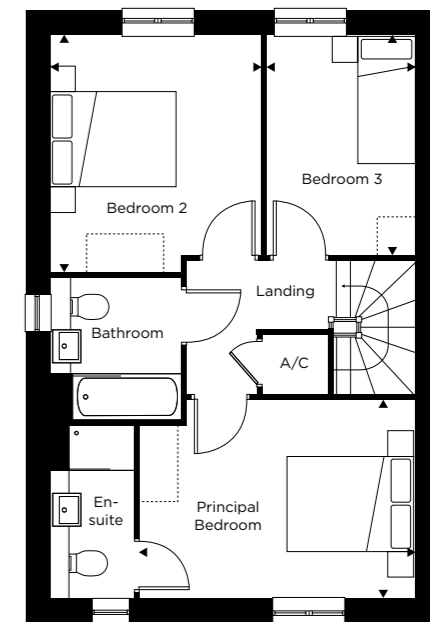 Bedroom 2
Bedroom 3
Landing
Bathroom
A/C
En-
suite
Principal
Bedroom